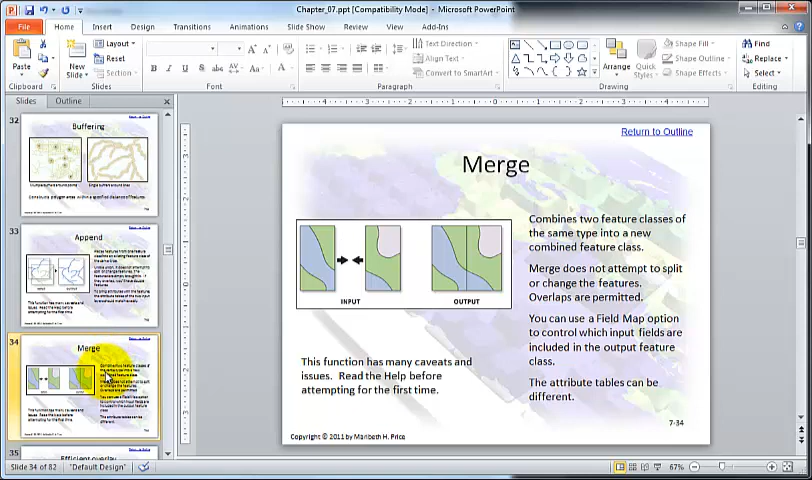 Chapter_07.ppt [Compatibility Mode] - Microsoft PowerPoint
File Home Insert Design Transitions Animations Slide Show Review View Add-Ins
Paste
New Slide
Layout
Reset
Section
B I U S abc AV Aa A
Text Direction
Align Text
Convert to SmartArt
Arrange
Quick Styles
Shape Fill
Shape Outline
Shape Effects
Find
Replace
Select
Clipboard Slides Font Paragraph Drawing Editing
Slides Outline
32
Buffering
33
Append
34
Merge
35
Efficient overlay
Return to Outline
Merge
INPUT OUTPUT
Combines two feature classes of
the same type into a new
combined feature class.
Merge does not attempt to split
or change the features.
Overlaps are permitted.
You can use a Field Map option
to control which input fields are
included in the output feature
class.
The attribute tables can be
different.
This function has many caveats and
issues. Read the Help before
attempting for the first time.
7-34
Copyright © 2011 by Maribeth H. Price
Slide 34 of 82 "Default Design" 67%